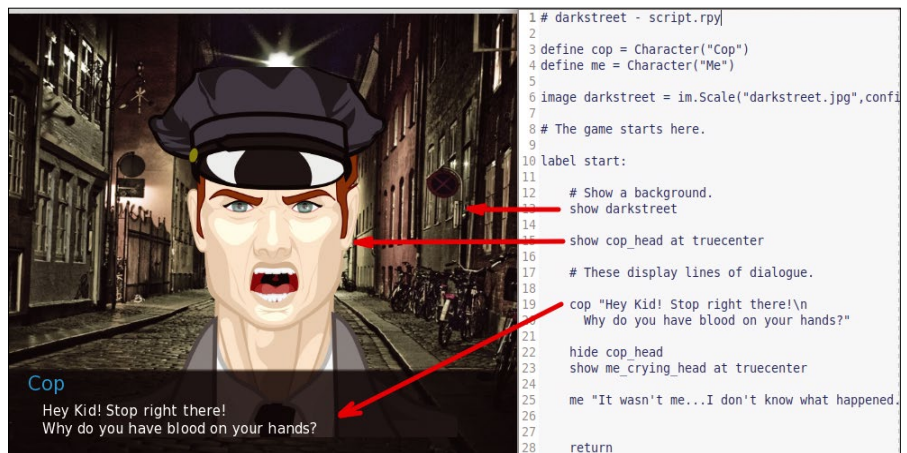 Cop
Hey Kid! Stop right there!
Why do you have blood on your hands?
1 # darkstreet - script.rpy
2
3 define cop = Character("Cop")
4 define me = Character("Me")
5
6 image darkstreet = im.Scale("darkstreet.jpg",confi
7
8 # The game starts here.
9
10 label start:
11
12 # Show a background.
13 show darkstreet
14
15 show cop_head at truecenter
16
17 # These display lines of dialogue.
18
19 cop "Hey Kid! Stop right there!\n
20 Why do you have blood on your hands?"
21
22 hide cop_head
23 show me_crying_head at truecenter
24
25 me "It wasn't me...I don't know what happened.
26
27
28 return